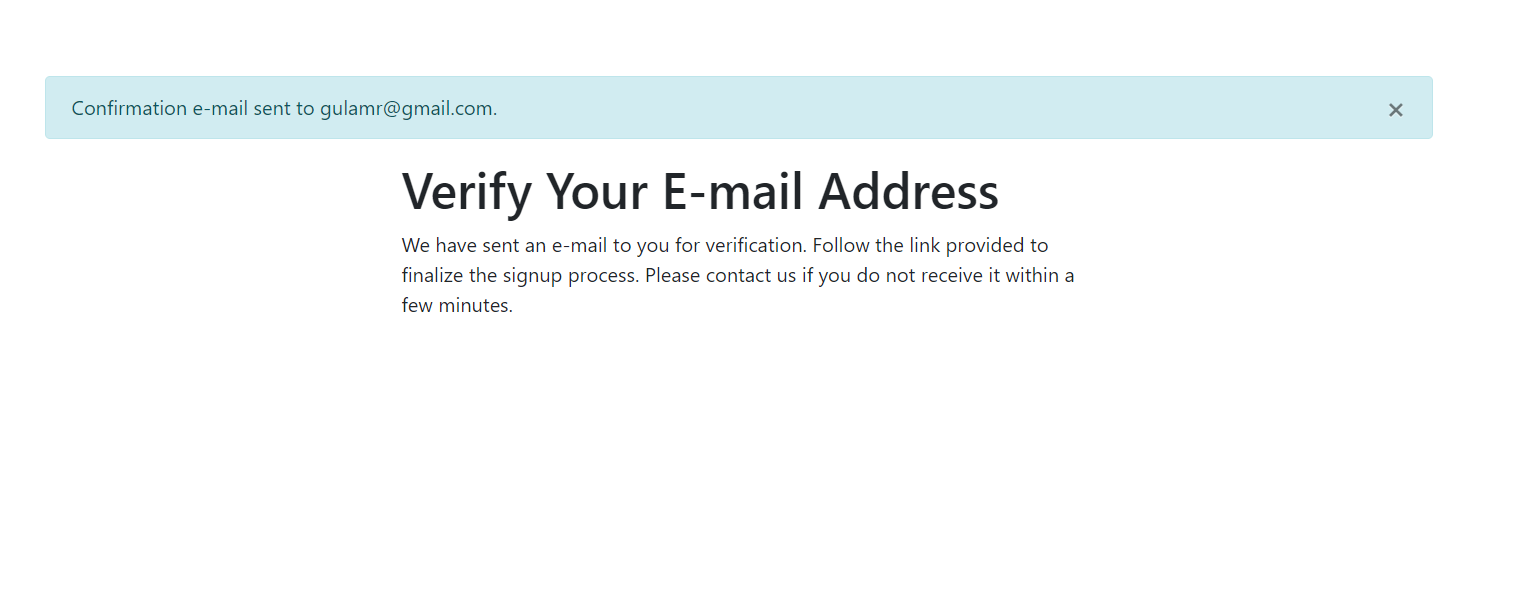 Confirmation e-mail sent to gulamr@gmail.com.
×
Verify Your E-mail Address
We have sent an e-mail to you for verification. Follow the link provided to
finalize the signup process. Please contact us if you do not receive it within a
few minutes.